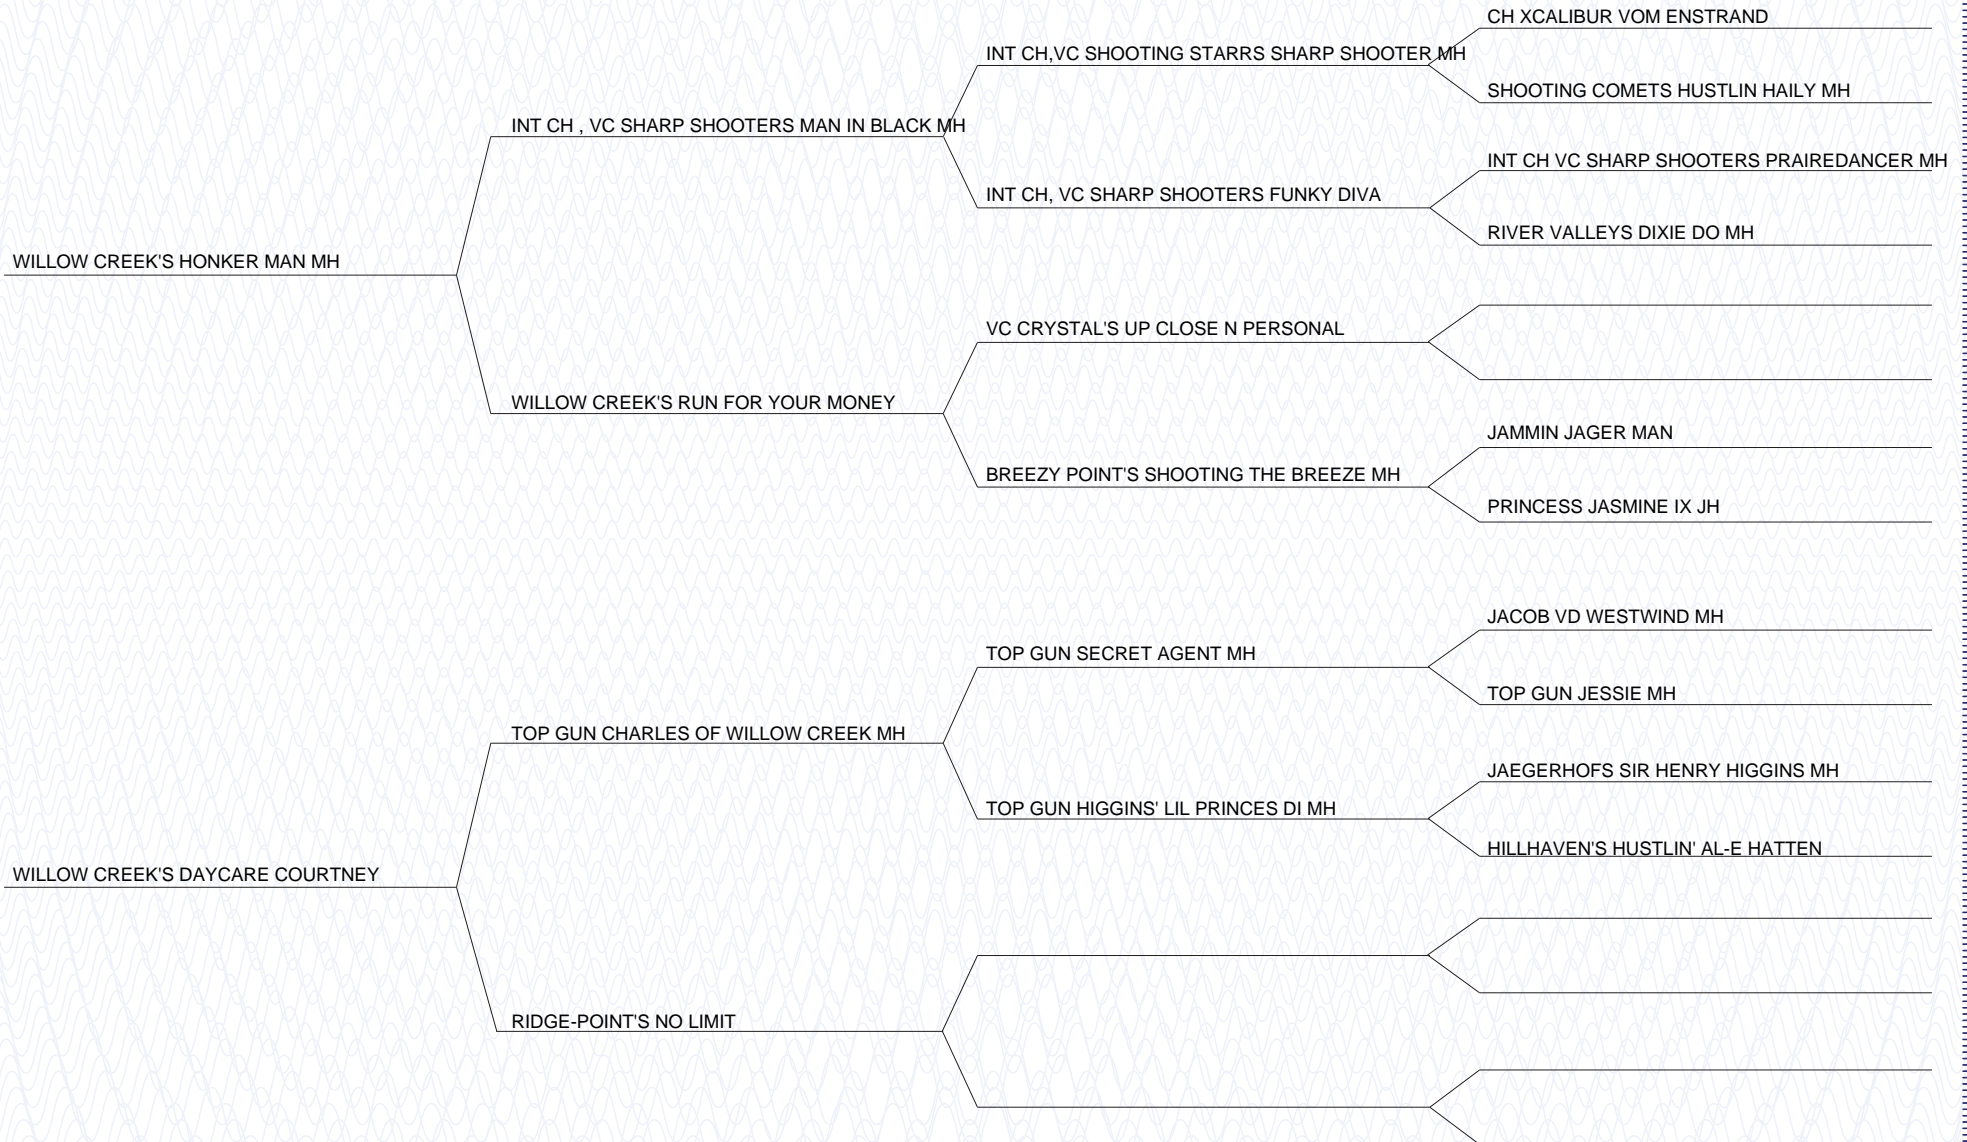 CH XCALIBUR VOM ENSTRAND
INT CH,VC SHOOTING STARRS SHARP SHOOTER MH
SHOOTING COMETS HUSTLIN HAILY MH
INT CH , VC SHARP SHOOTERS MAN IN BLACK MH
INT CH VC SHARP SHOOTERS PRAIREDANCER MH
INT CH, VC SHARP SHOOTERS FUNKY DIVA
RIVER VALLEYS DIXIE DO MH
WILLOW CREEK'S HONKER MAN MH
VC CRYSTAL'S UP CLOSE N PERSONAL
WILLOW CREEK'S RUN FOR YOUR MONEY
JAMMIN JAGER MAN
BREEZY POINT'S SHOOTING THE BREEZE MH
PRINCESS JASMINE IX JH
JACOB VD WESTWIND MH
TOP GUN SECRET AGENT MH
TOP GUN JESSIE MH
TOP GUN CHARLES OF WILLOW CREEK MH
JAEGERHOFS SIR HENRY HIGGINS MH
TOP GUN HIGGINS' LIL PRINCES DI MH
HILLHAVEN'S HUSTLIN' AL-E HATTEN
WILLOW CREEK'S DAYCARE COURTNEY
RIDGE-POINT'S NO LIMIT